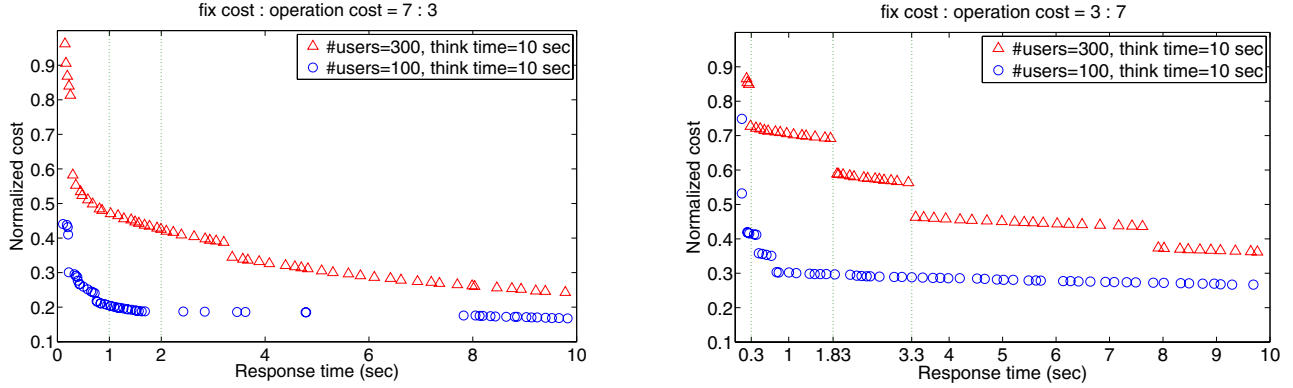 fix cost : operation cost = 7 : 3
#users=300, think time=10 sec
#users=100, think time=10 sec
Normalized cost
0.9
0.8
0.7
0.6
0.5
0.4
0.3
0.2
0.1
0 1 2 4 6 8 10
Response time (sec)
fix cost : operation cost = 3 : 7
#users=300, think time=10 sec
#users=100, think time=10 sec
Normalized cost
0.9
0.8
0.7
0.6
0.5
0.4
0.3
0.2
0.1
0.3 1 1.83 3.3 4 5 6 7 8 9 10
Response time (sec)